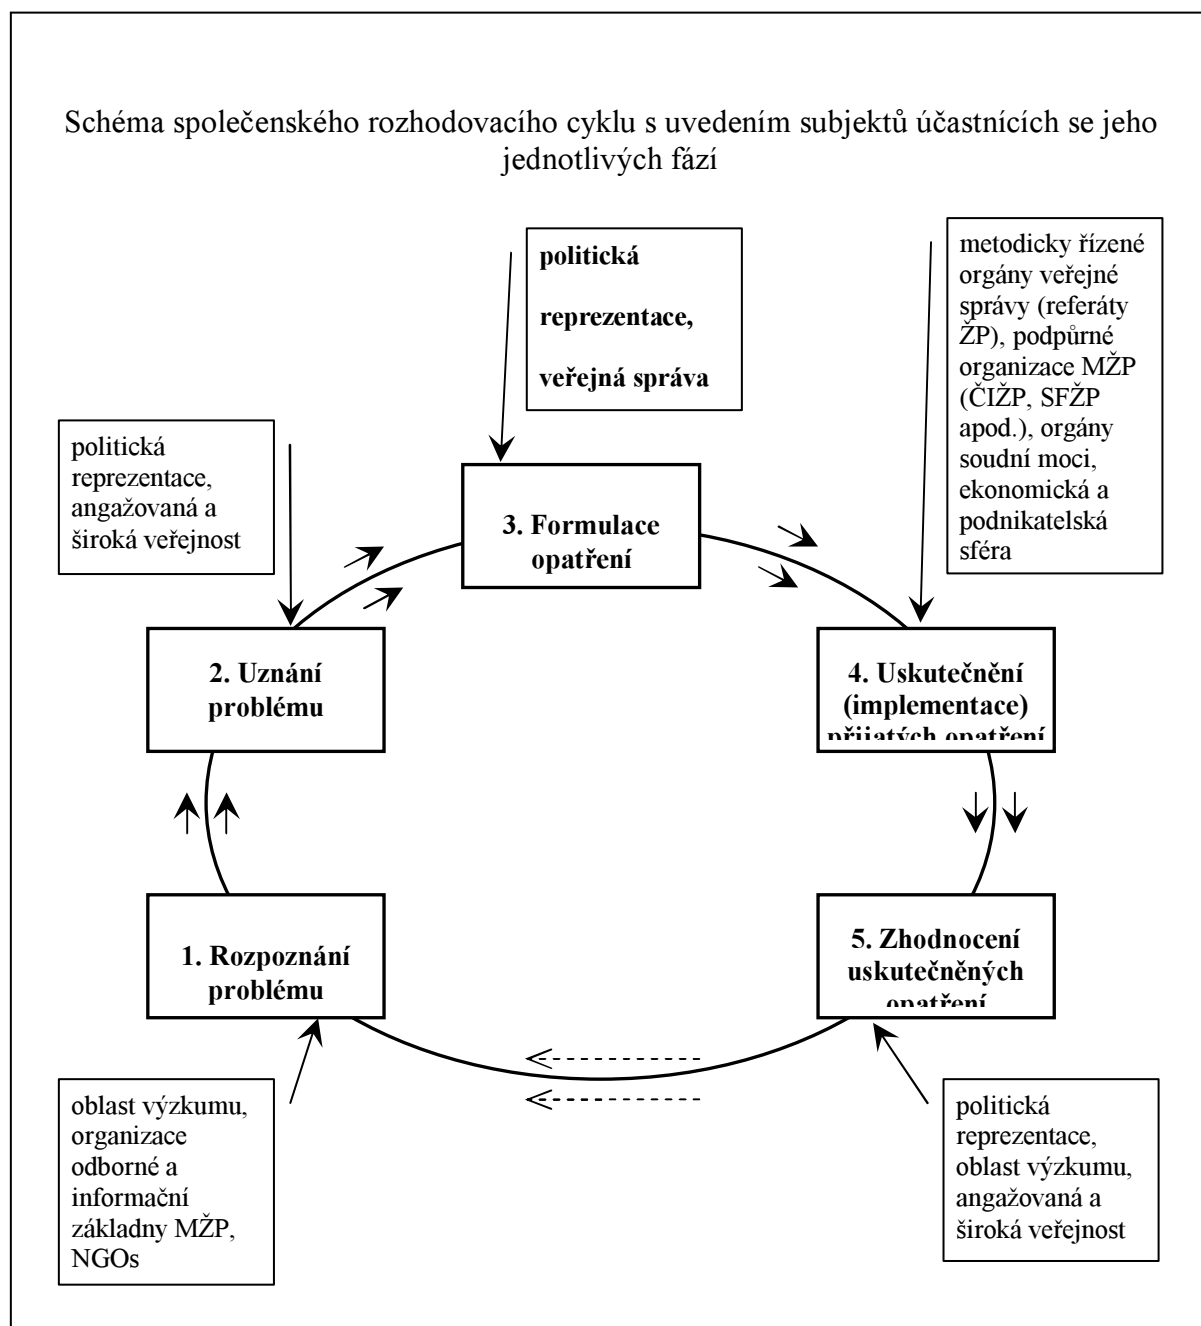 Schéma společenského rozhodovacího cyklu s uvedením subjektů účastnících se jeho
jednotlivých fází
politická
reprezentace,
veřejná správa
metodicky řízené
orgány veřejné
správy (referáty
ŽP), podpůrné
organizace MŽP
(ČIŽP, SFŽP
apod.), orgány
soudní moci,
ekonomická a
podnikatelská
sféra
politická
reprezentace,
angažovaná a
široká veřejnost
3. Formulace
opatření
2. Uznání
problému
4. Uskutečnění
(implementace)
přijatých opatření
1. Rozpoznání
problému
5. Zhodnocení
uskutečněných
opatření
oblast výzkumu,
organizace
odborné a
informační
základny MŽP,
NGOs
politická
reprezentace,
oblast výzkumu,
angažovaná a
široká veřejnost